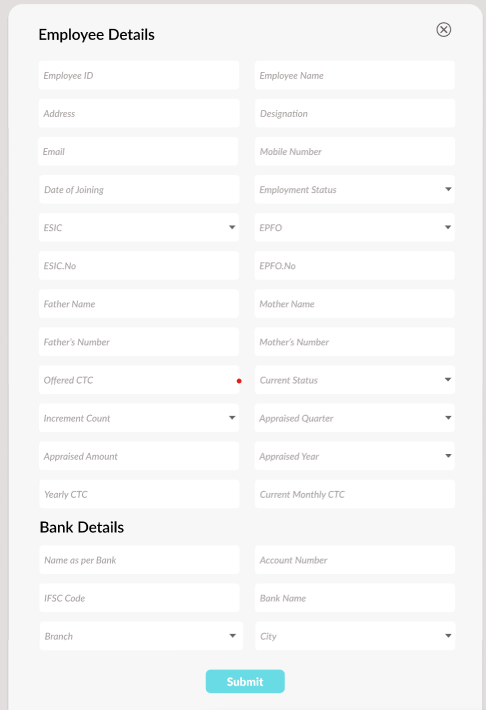 Employee Details
Employee ID Employee Name
Address Designation
Email Mobile Number
Date of Joining Employment Status
ESIC EPFO
ESIC.No EPFO.No
Father Name Mother Name
Father's Number Mother's Number
Offered CTC Current Status
Increment Count Appraised Quarter
Appraised Amount Appraised Year
Yearly CTC Current Monthly CTC
Bank Details
Name as per Bank Account Number
IFSC Code Bank Name
Branch City
Submit